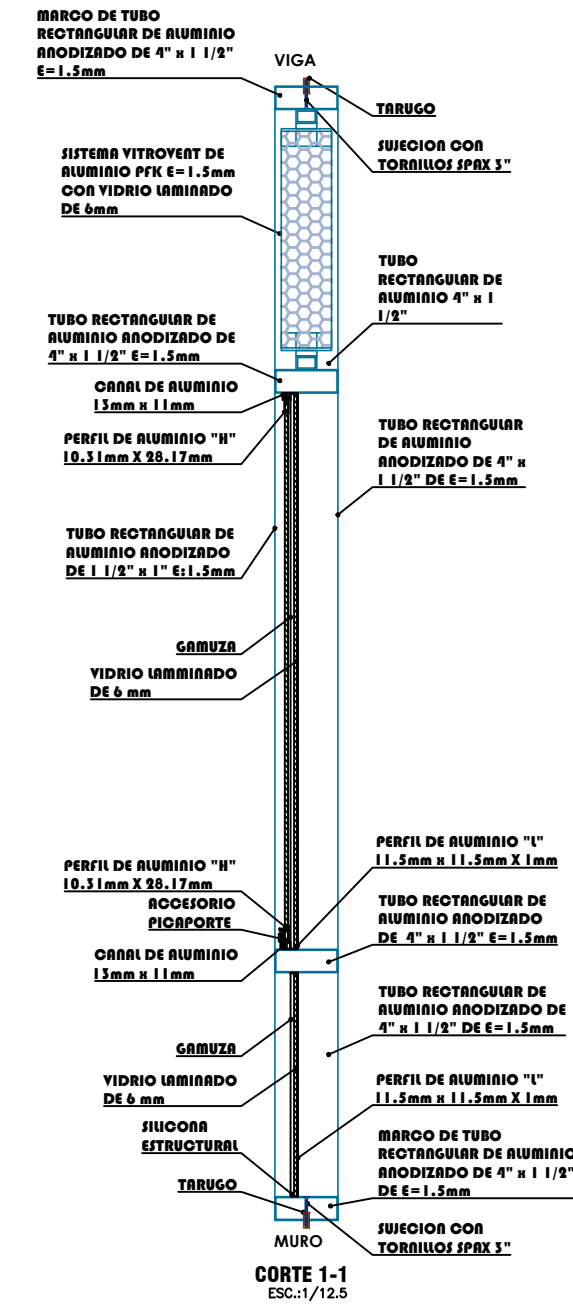 MARCO DE TUBO
RECTANGULAR DE ALUMINIO
ANODIZADO DE 4" x 1 1/2"
E=1.5mm
VIGA
TARUGO
SUJECION CON
TORNILLOS SPAX 3"
SISTEMA VITROVENT DE
ALUMINIO PFK E=1.5mm
CON VIDRIO LAMINADO
DE 6mm
TUBO
RECTANGULAR DE
ALUMINIO 4" x 1
1/2"
TUBO RECTANGULAR DE
ALUMINIO ANODIZADO DE
4" x 1 1/2" E=1.5mm
CANAL DE ALUMINIO
13mm x 11mm
PERFIL DE ALUMINIO "H"
10.31mm X 28.17mm
TUBO RECTANGULAR
DE ALUMINIO
ANODIZADO DE 4" x
1 1/2" DE E=1.5mm
TUBO RECTANGULAR DE
ALUMINIO ANODIZADO
DE 1 1/2" x 1" E:1.5mm
GAMUZA
VIDRIO LAMMINADO
DE 6 mm
PERFIL DE ALUMINIO "L"
11.5mm x 11.5mm X 1mm
PERFIL DE ALUMINIO "H"
10.31mm X 28.17mm
ACCESORIO
PICAPORTE
CANAL DE ALUMINIO
13mm x 11mm
TUBO RECTANGULAR DE
ALUMINIO ANODIZADO
DE 4" x 1 1/2" E=1.5mm
TUBO RECTANGULAR DE
ALUMINIO ANODIZADO DE
4" x 1 1/2" DE E=1.5mm
GAMUZA
VIDRIO LAMINADO
DE 6 mm
PERFIL DE ALUMINIO "L"
11.5mm x 11.5mm X 1mm
SILICONA
ESTRUCTURAL
MARCO DE TUBO
RECTANGULAR DE ALUMINIO
ANODIZADO DE 4" x 1 1/2"
DE E=1.5mm
TARUGO
SUJECION CON
TORNILLOS SPAX 3"
MURO
CORTE 1-1
ESC.:1/12.5